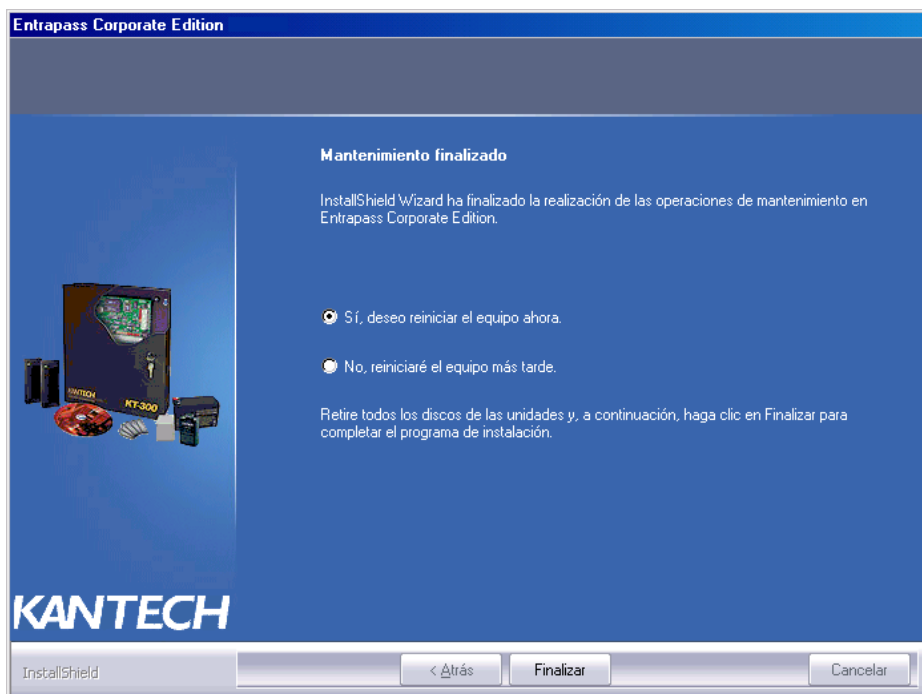 Entrapass Corporate Edition
Mantenimiento finalizado
InstallShield Wizard ha finalizado la realización de las operaciones de mantenimiento en
Entrapass Corporate Edition.
Sí, deseo reiniciar el equipo ahora.
No, reiniciaré el equipo más tarde.
Retire todos los discos de las unidades y, a continuación, haga clic en Finalizar para
completar el programa de instalación.
KANTECH
KT-300
KANTECH
InstallShield
< Atrás
Finalizar
Cancelar